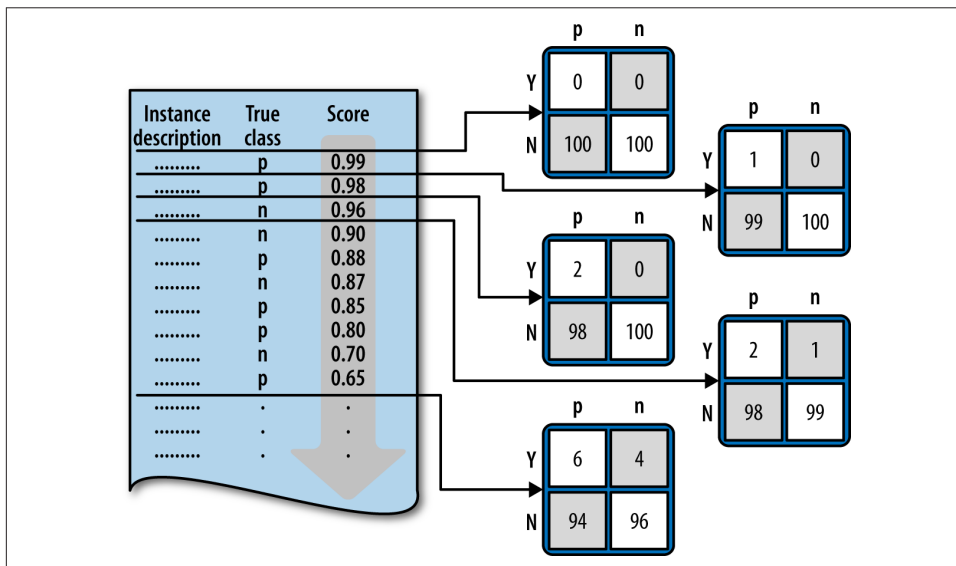 Instance description True class Score
......... p 0.99
......... p 0.98
......... n 0.96
......... n 0.90
......... p 0.88
......... n 0.87
......... p 0.85
......... p 0.80
......... n 0.70
......... p 0.65
......... . .
......... . .
......... . .
p n
Y 0 0
N 100 100
p n
Y 1 0
N 99 100
Y 2 0
N 98 100
p n
Y 2 1
N 98 99
p n
Y 6 4
N 94 96